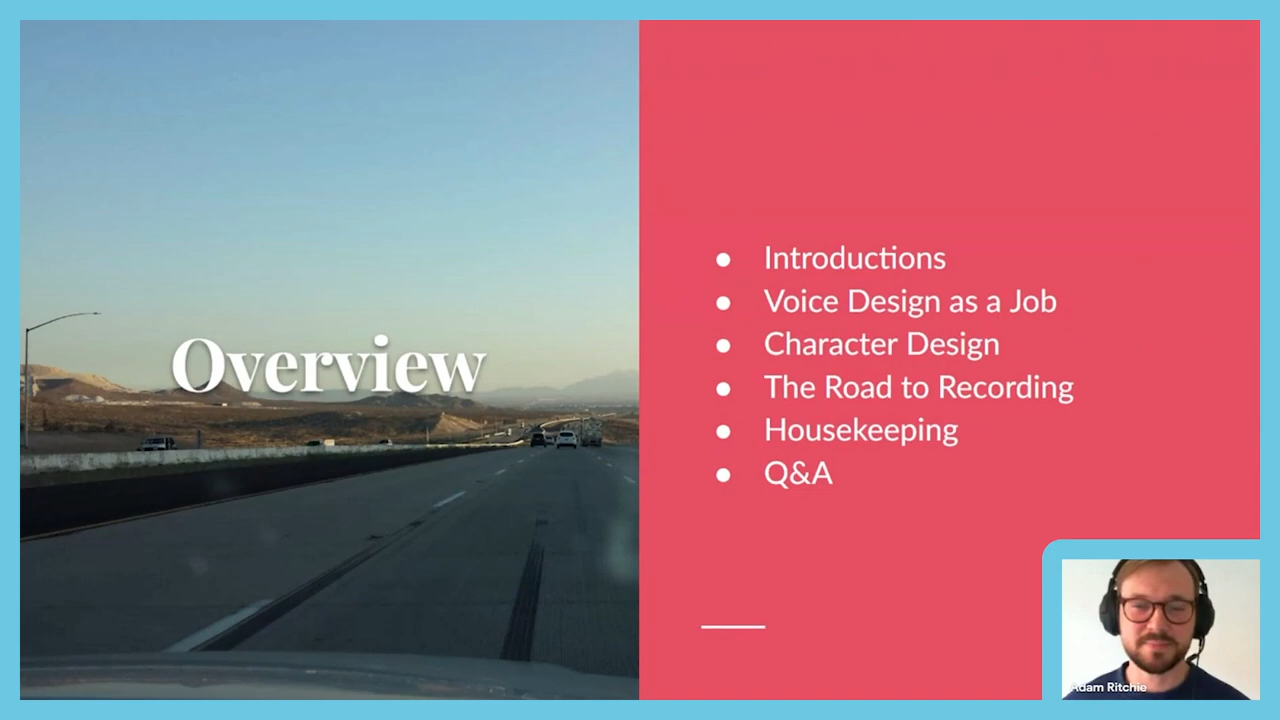 Overview
Introductions
Voice Design as a Job
Character Design
The Road to Recording
Housekeeping
Q&A
Adam Ritchie